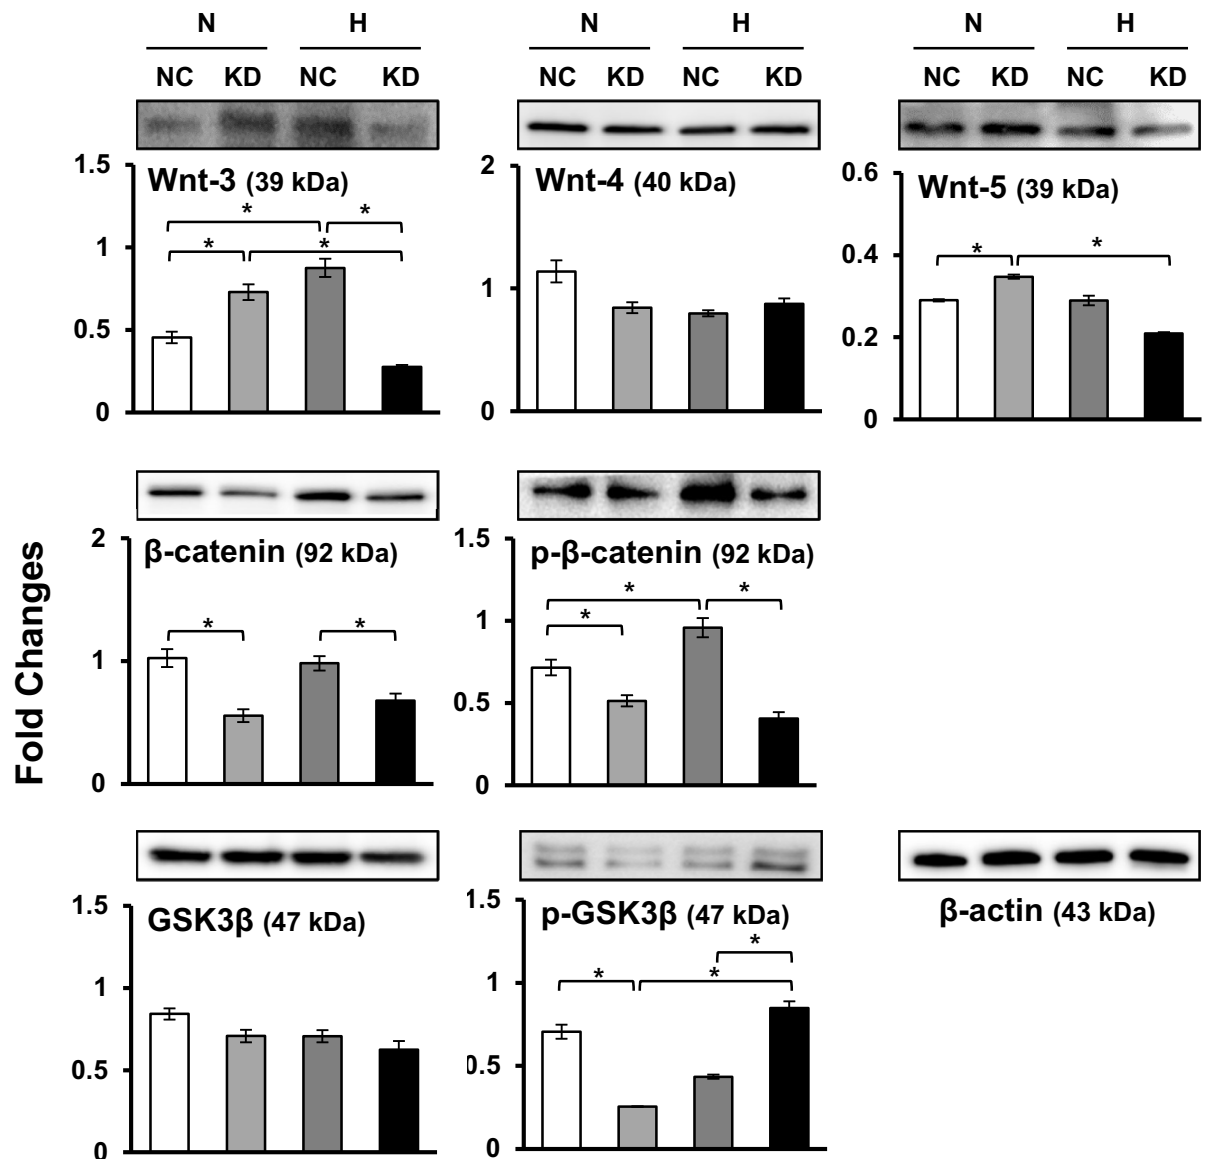 N H N H N H
NC KD NC KD NC KD NC KD NC KD NC KD
Wnt-3 (39 kDa)
1.5
1
0.5
0
* * * *
Wnt-4 (40 kDa)
2
1
0
Wnt-5 (39 kDa)
0.6
0.4
0.2
0
* *
Fold Changes
β-catenin (92 kDa)
2
1
0
* *
p-β-catenin (92 kDa)
1.5
1
0.5
0
* * *
GSK3β (47 kDa)
1.5
1
0.5
0
p-GSK3β (47 kDa)
1.5
1
0.5
0
* * *
β-actin (43 kDa)